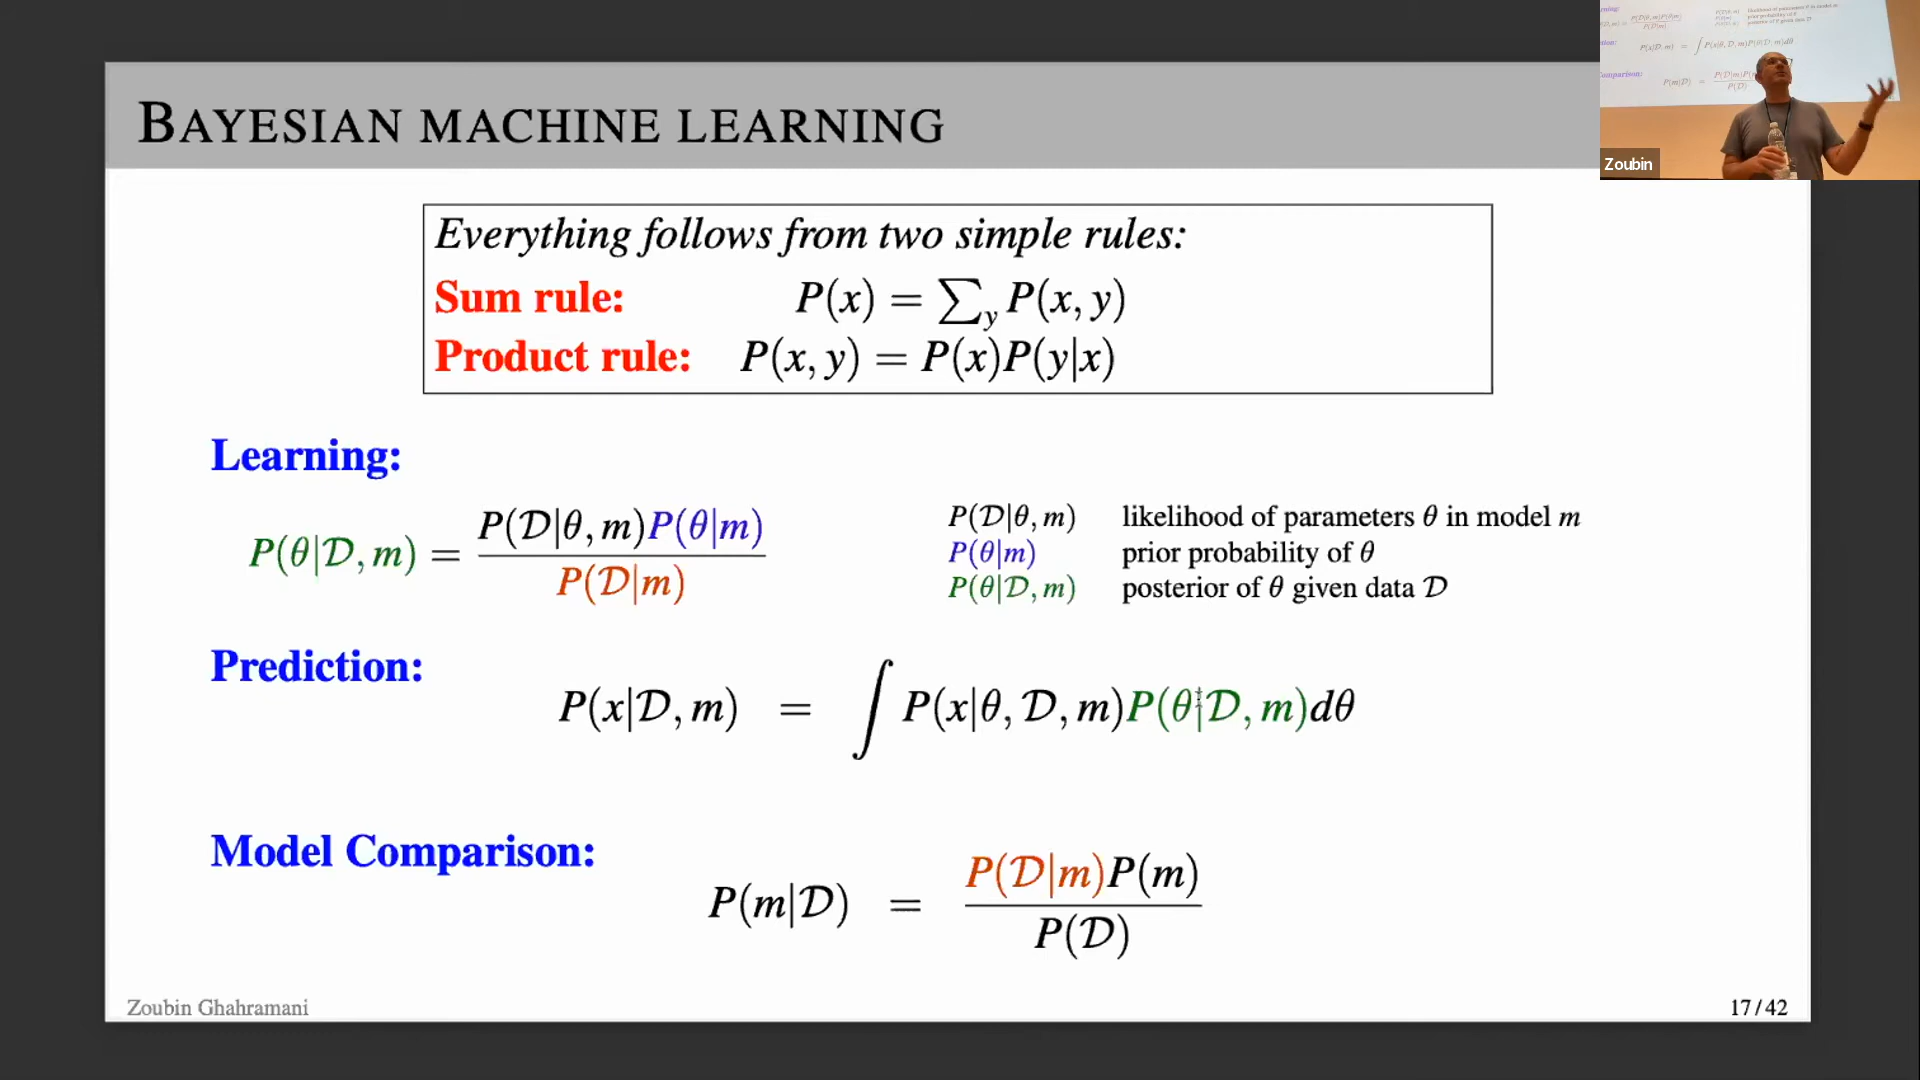 BAYESIAN MACHINE LEARNING
Everything follows from two simple rules:
Sum rule: P(x) = ∑_y P(x, y)
Product rule: P(x, y) = P(x)P(y|x)
Learning:
P(θ|𝒟, m) = P(𝒟|θ, m)P(θ|m) / P(𝒟|m)
P(𝒟|θ, m) likelihood of parameters θ in model m
P(θ|m) prior probability of θ
P(θ|𝒟, m) posterior of θ given data 𝒟
Prediction:
P(x|𝒟, m) = ∫ P(x|θ, 𝒟, m)P(θ|𝒟, m)dθ
Model Comparison:
P(m|𝒟) = P(𝒟|m)P(m) / P(𝒟)
Zoubin Ghahramani
17 / 42
Zoubin